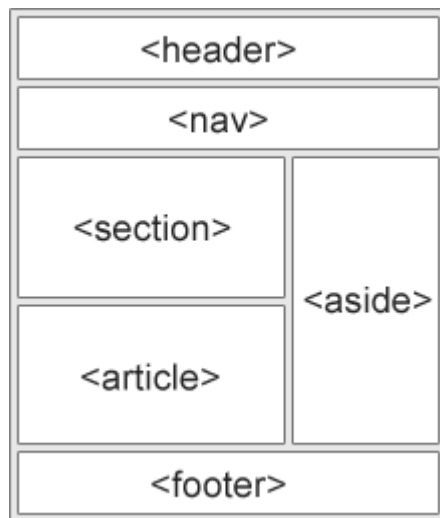 <header>
<nav>
<section>
<aside>
<article>
<footer>